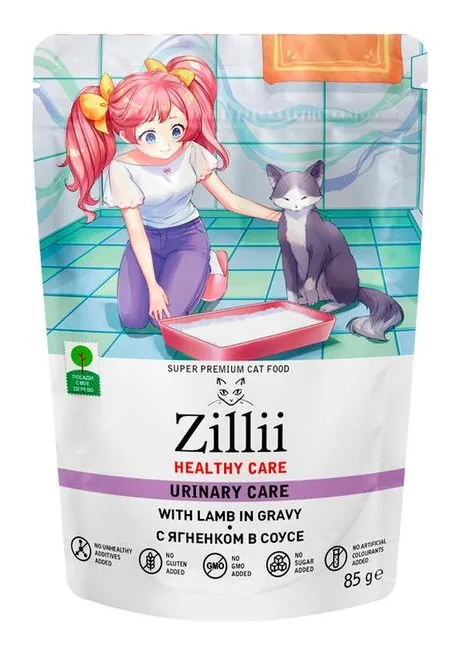 SUPER PREMIUM CAT FOOD
ПОСАДИ
СВОЕ
ДЕРЕВО
Zillii
HEALTHY CARE
URINARY CARE
WITH LAMB IN GRAVY
•
С ЯГНЕНКОМ В СОУСЕ
NO UNHEALTHY
ADDITIVES
ADDED
NO
GLUTEN
ADDED
GMO
NO
GMO
ADDED
NO
SUGAR
ADDED
NO ARTIFICIAL
COLOURANTS
ADDED
85 g e